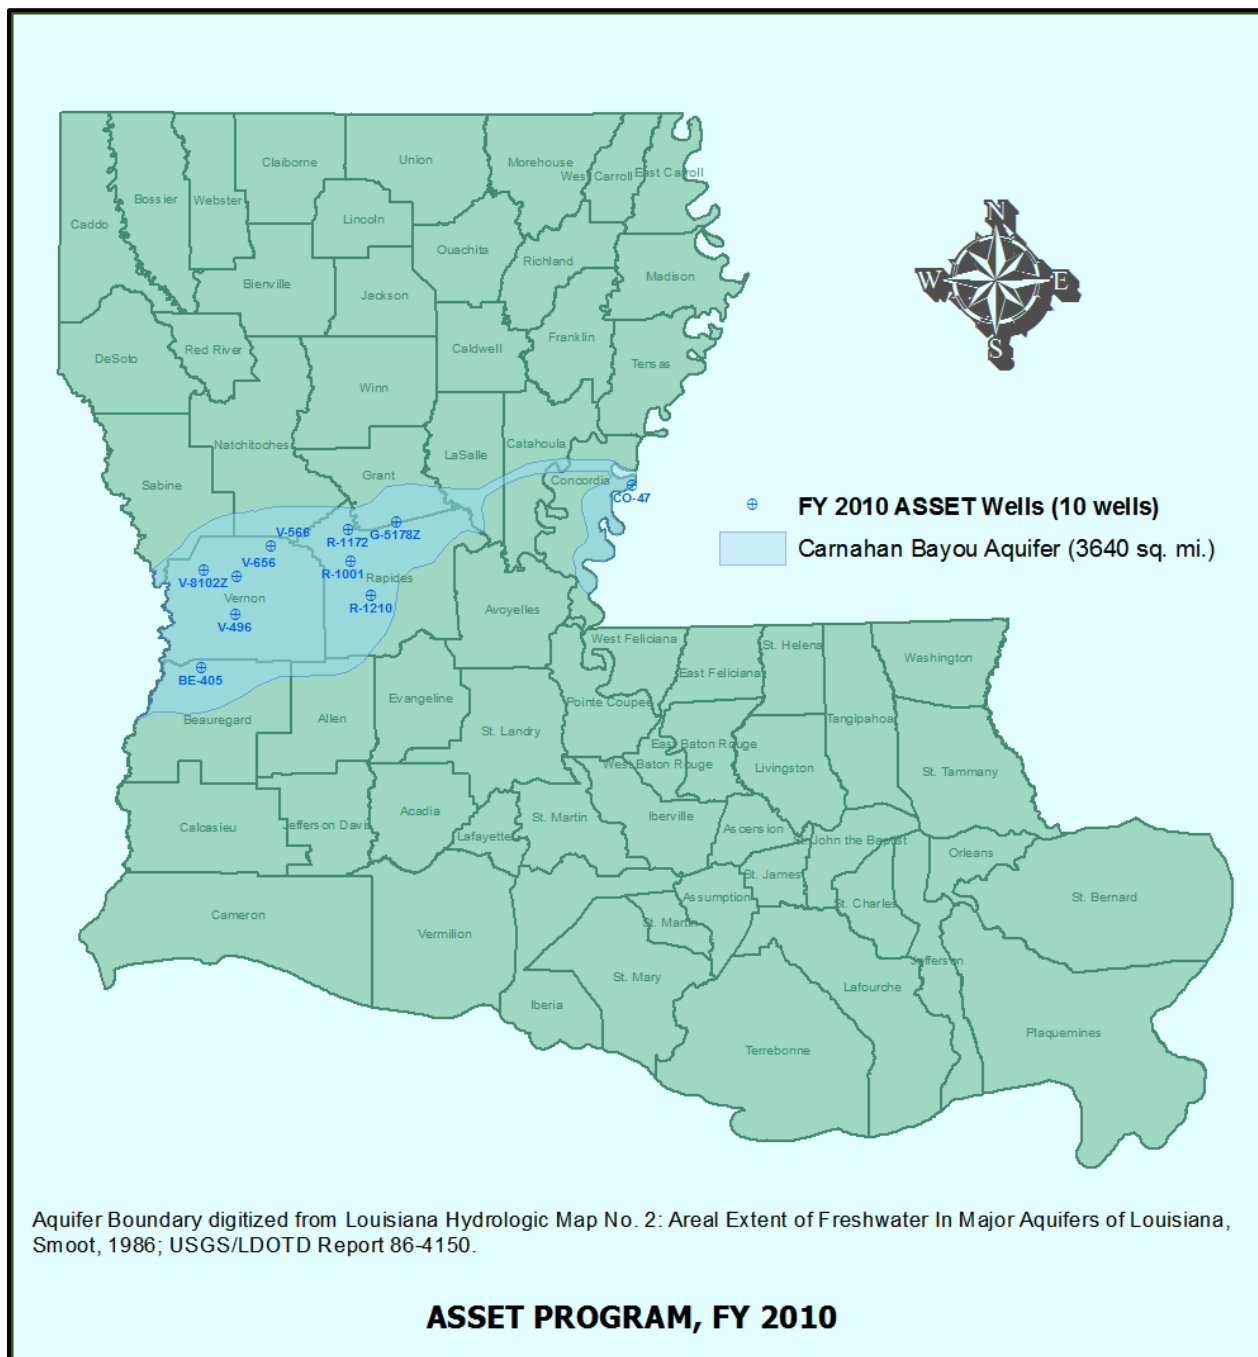 N
W E
S
Claiborne
Union
Morehouse
West Carroll
East Carroll
Bossier
Webster
Caddo
Lincoln
Ouachita
Richland
Madison
Bienville
Jackson
DeSoto
Red River
Caldwell
Franklin
Tensas
Winn
Natchitoches
Sabine
Grant
LaSalle
Catahoula
Concordia
CO-47
V-566
R-1172
G-5178Z
V-656
R-1001
Rapides
V-8102Z
Vernon
R-1210
V-496
Avoyelles
BE-405
FY 2010 ASSET Wells (10 wells)
Carnahan Bayou Aquifer (3640 sq. mi.)
West Feliciana
East Feliciana
St. Helena
Washington
Evangeline
Pointe Coupee
Beauregard
Allen
St. Landry
Tangipahoa
East Baton Rouge
West Baton Rouge
Livingston
St. Tammany
Calcasieu
Jefferson Davis
Acadia
Lafayette
St. Martin
Iberville
Ascension
St. John the Baptist
Orleans
St. James
Assumption
St. Charles
St. Bernard
Cameron
Vermilion
St. Martin
Jefferson
St. Mary
Lafourche
Iberia
Terrebonne
Plaquemines
Aquifer Boundary digitized from Louisiana Hydrologic Map No. 2: Areal Extent of Freshwater In Major Aquifers of Louisiana,
Smoot, 1986; USGS/LDOTD Report 86-4150.
ASSET PROGRAM, FY 2010